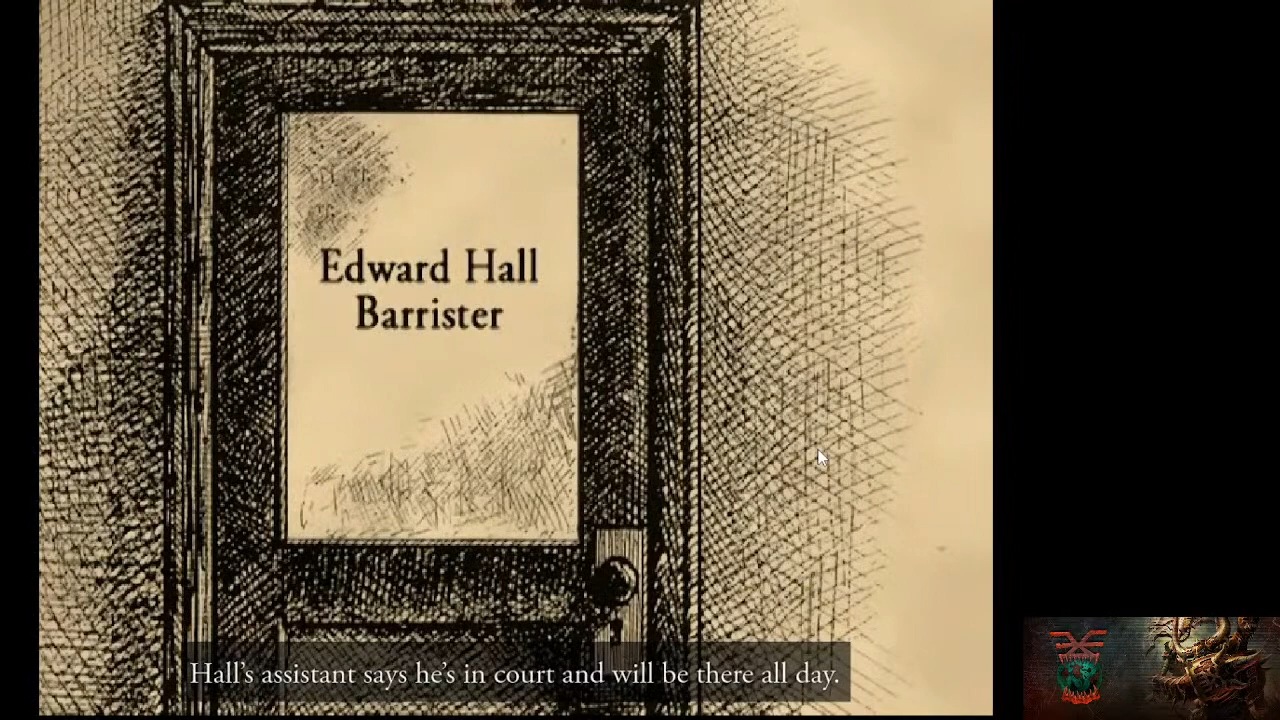 Edward Hall
Barrister
Hall's assistant says he's in court and will be there all day.